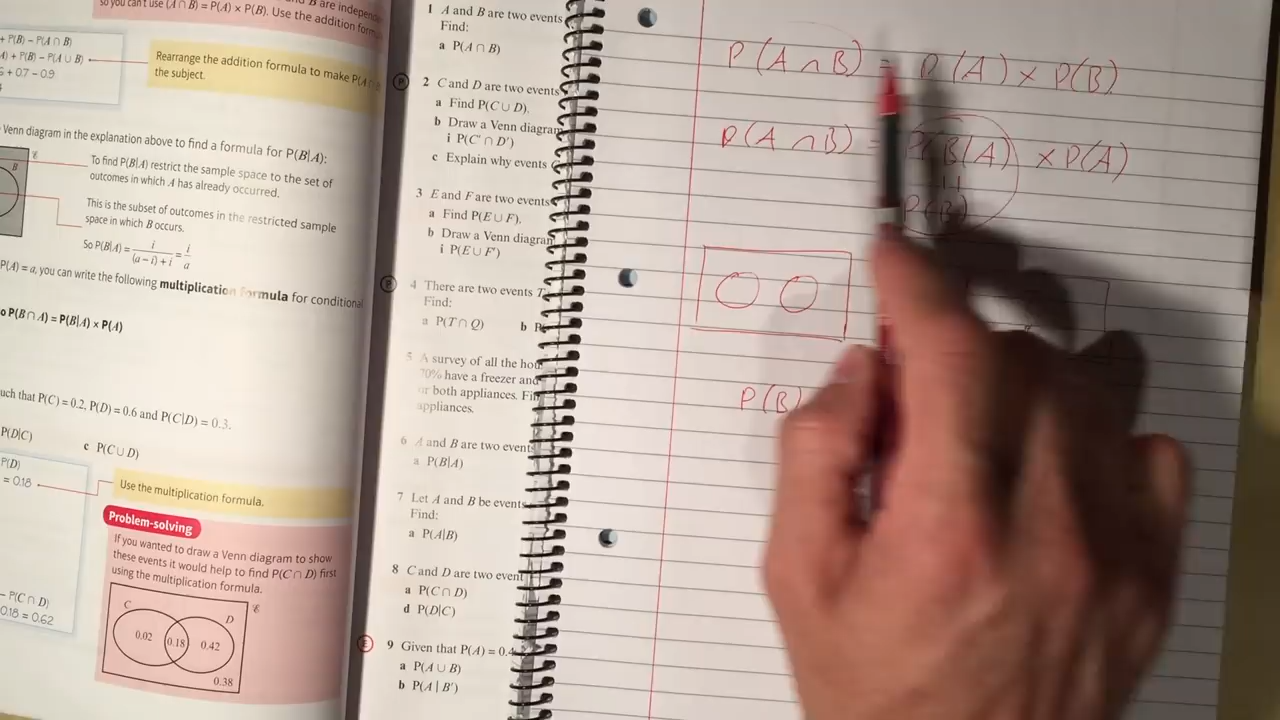 so you can't use (A ∩ B) = P(A) × P(B). Use the addition
+ P(B) − P(A ∩ B)
+ P(B) − P(A ∪ B)
+ 0.7 − 0.9
Rearrange the addition formula to make
the subject.
Venn diagram in the explanation above to find a formula for P(B|A):
ℰ
B
To find P(B|A) restrict the sample space to the set of
outcomes in which A has already occurred.
This is the subset of outcomes in the restricted sample
space in which B occurs.
So P(B|A) = i/((a − i) + i) = i/a
P(A) = a, you can write the following multiplication formula for
P(B ∩ A) = P(B|A) × P(A)
such that P(C) = 0.2, P(D) = 0.6 and P(C|D) = 0.3.
P(D|C)
c P(C ∪ D)
P(D)
= 0.18
Use the multiplication formula.
Problem-solving
If you wanted to draw a Venn diagram to show
these events it would help to find P(C ∩ D) first
using the multiplication formula.
− P(C ∩ D)
0.18 = 0.62
C
D
ℰ
0.02
0.18
0.42
0.38
1 A and B are two events
Find:
a P(A ∩ B)
P
2 C and D are two events
a Find P(C ∪ D).
b Draw a Venn diagram
i P(C' ∩ D')
c Explain why events
3 E and F are two events
a Find P(E ∪ F).
b Draw a Venn diagram
i P(E ∪ F')
P
4 There are two events T
Find:
a P(T ∩ Q)
b
5 A survey of all the
70% have a freezer and
or both appliances.
appliances.
6 A and B are two event
a P(B|A)
7 Let A and B be events
Find:
a P(A|B)
8 C and D are two event
a P(C ∩ D)
d P(D|C)
E
9 Given that P(A) = 0.4
a P(A ∪ B)
b P(A | B')
P(A ∩ B) = P(A) × P(B)
P(A ∩ B) = P(B|A) × P(A)
P(B)
P(B)